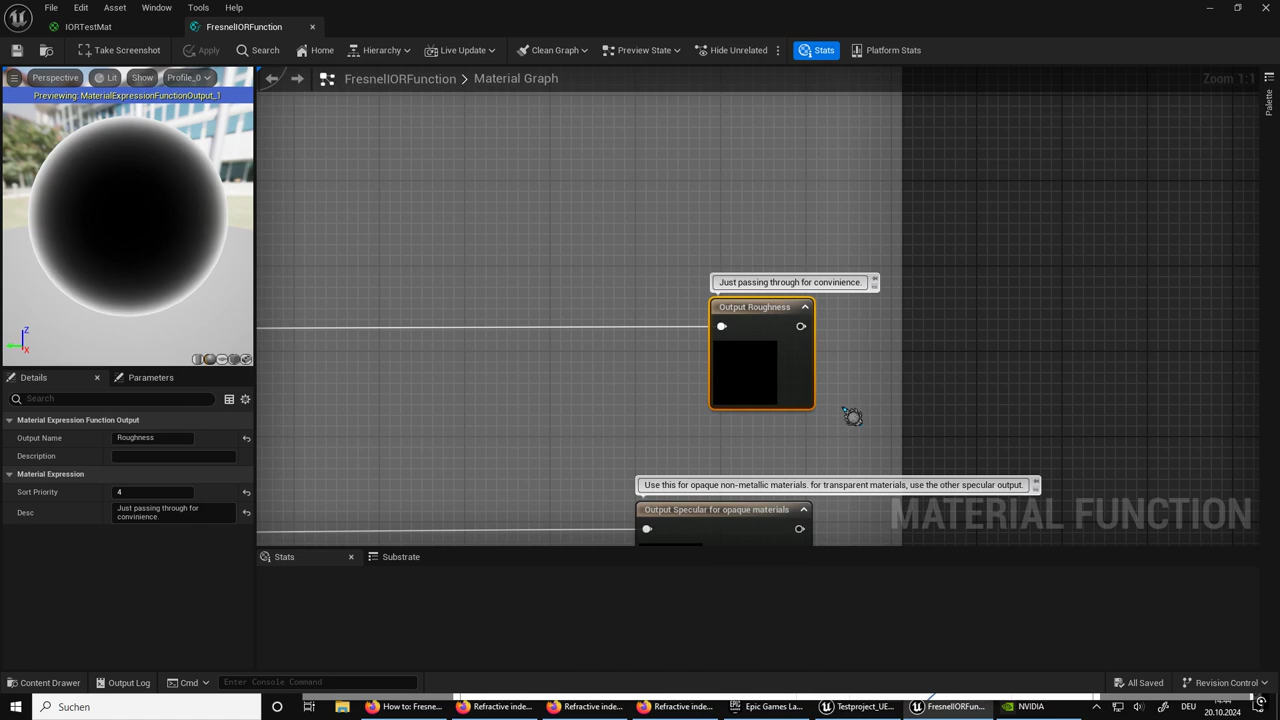 File Edit Asset Window Tools Help
IORTestMat
FresnelIORFunction
Take Screenshot
Apply
Search
Home
Hierarchy
Live Update
Clean Graph
Preview State
Hide Unrelated
Stats
Platform Stats
Perspective
Lit
Show
Profile_0
FresnelIORFunction > Material Graph
Zoom 1:1
Palette
Previewing: MaterialExpressionFunctionOutput_1
Z
X
Just passing through for convinience.
Output Roughness
Details
Parameters
Search
Material Expression Function Output
Output Name
Roughness
Description
Material Expression
Sort Priority
4
Desc
Just passing through for
convinience.
Use this for opaque non-metallic materials. for transparent materials, use the other specular output.
Output Specular for opaque materials
MATERIAL FUNCTION
Stats
Substrate
Content Drawer
Output Log
Cmd
Enter Console Command
All Saved
Revision Control
Suchen
How to: Fresne...
Refractive inde...
Refractive inde...
Refractive inde...
Epic Games La...
Testproject_UE...
FresnelIORFun...
NVIDIA
DEU
14:44
20.10.2024